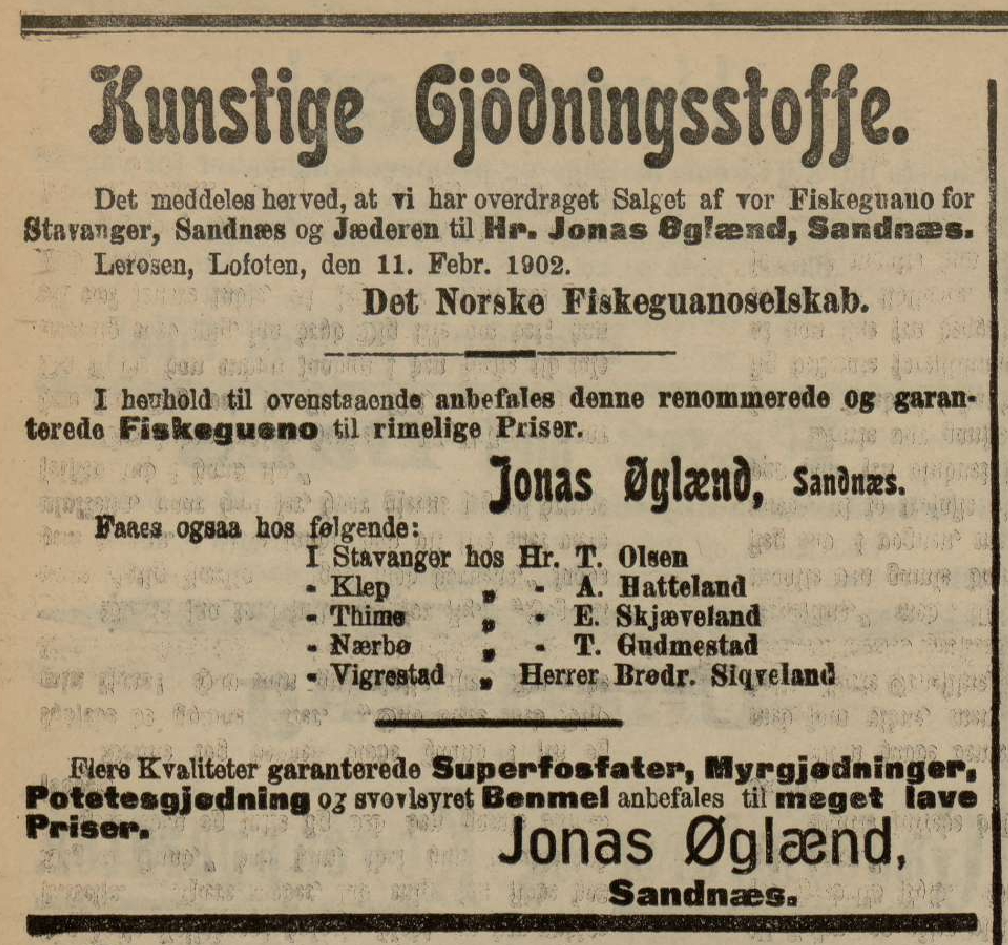 Kunstige Gjödningsstoffe.
Det meddeles herved, at vi har overdraget Salget af vor Fiskeguano for
Stavanger, Sandnæs og Jæderen til Hr. Jonas Øglænd, Sandnæs.
Lerosen, Lofoten, den 11. Febr. 1902.
Det Norske Fiskeguanoselskab.
I henhold til ovenstaaende anbefales denne renommerede og garan-
terede Fiskegueno til rimelige Priser.
Jonas Øglænd, Sandnæs.
Faaes ogsaa hos følgende:
I Stavanger hos Hr. T. Olsen
- Klep „ - A. Hatteland
- Thime „ - E. Skjæveland
- Nærbø „ - T. Gudmestad
- Vigrestad „ Herrer Brødr. Siqveland
Flere Kvaliteter garanterede Superfosfater, Myrgjødninger,
Potetesgjødning og svovlsyret Benmel anbefales til meget lave
Priser.
Jonas Øglænd,
Sandnæs.